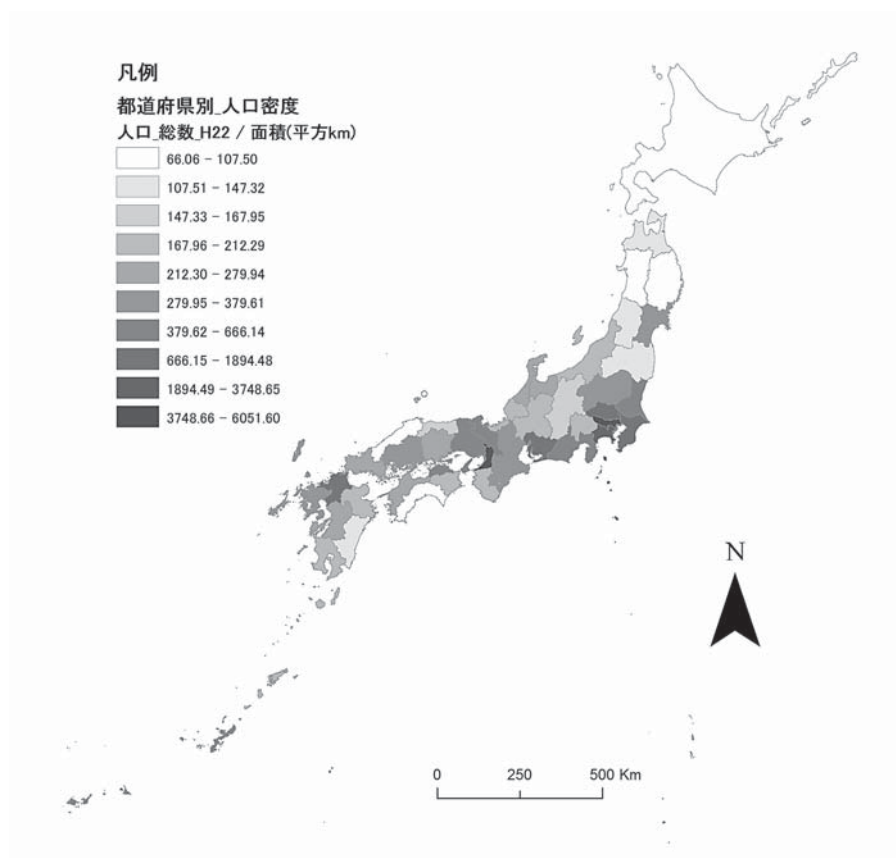 凡例
都道府県別_人口密度
人口_総数_H22 / 面積(平方km)
66.06 - 107.50
107.51 - 147.32
147.33 - 167.95
167.96 - 212.29
212.30 - 279.94
279.95 - 379.61
379.62 - 666.14
666.15 - 1894.48
1894.49 - 3748.65
3748.66 - 6051.60
N
0 250 500 Km